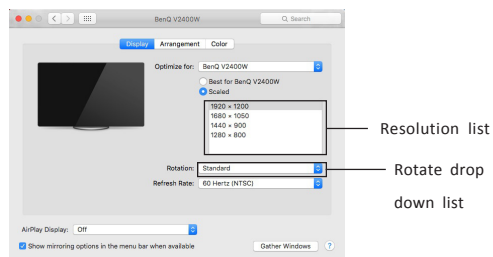 BenQ V2400W
Search
Display Arrangement Color
Optimize for: BenQ V2400W
Best for BenQ V2400W
Scaled
1920 × 1200
1680 × 1050
1440 × 900
1280 × 800
Resolution list
Rotation: Standard
Rotate drop
down list
Refresh Rate: 60 Hertz (NTSC)
AirPlay Display: Off
Show mirroring options in the menu bar when available
Gather Windows ?